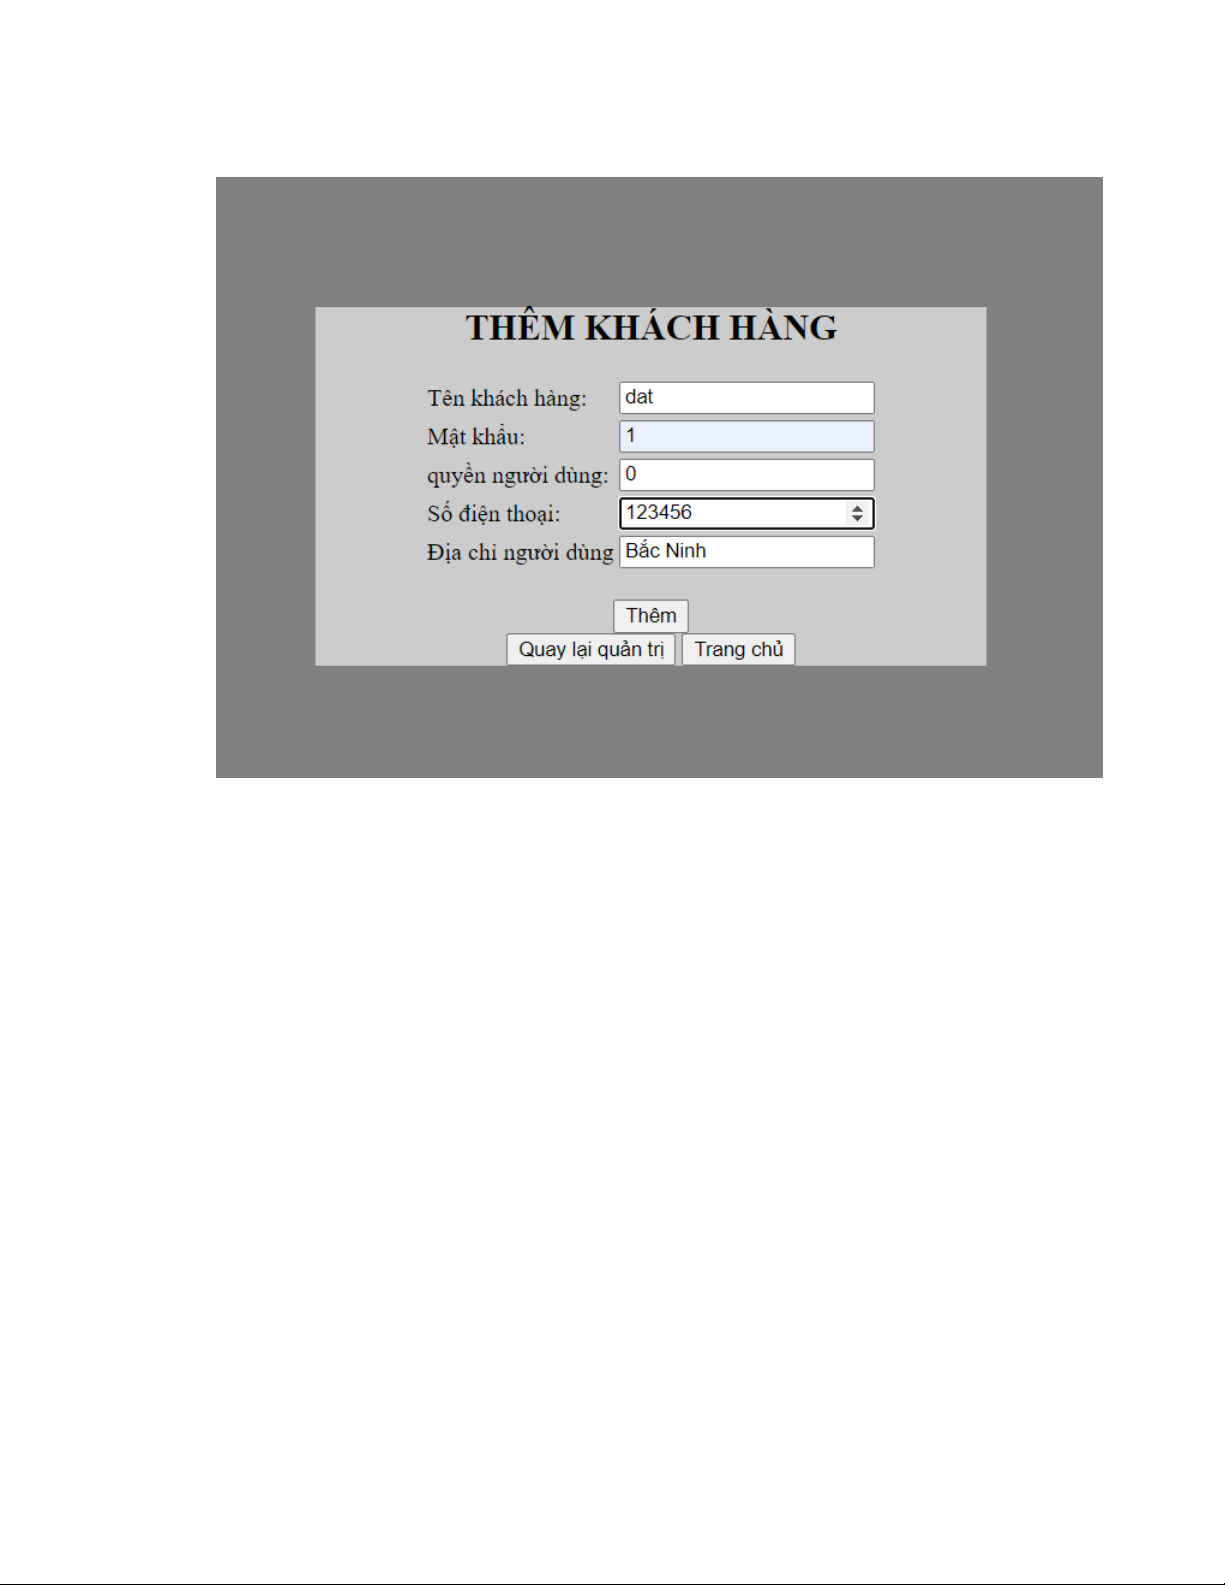 THÊM KHÁCH HÀNG
Tên khách hàng: dat
Mật khẩu: 1
quyền người dùng: 0
Số điện thoại: 123456
Địa chỉ người dùng Bắc Ninh
Thêm
Quay lại quản trị Trang chủ